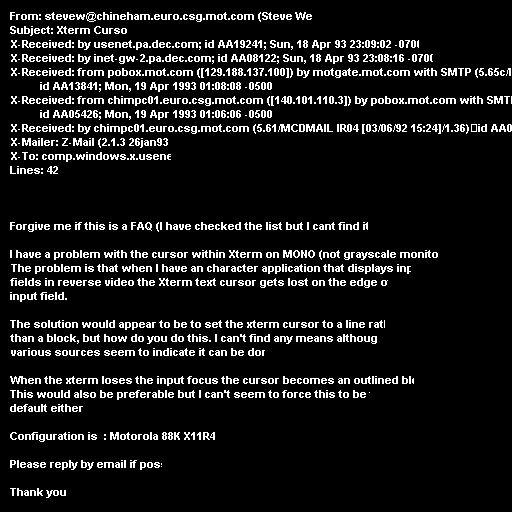 From: stevew@chineham.euro.csg.mot.com (Steve We
Subject: Xterm Curso
X-Received: by usenet.pa.dec.com; id AA19241; Sun, 18 Apr 93 23:09:02 -070
X-Received: by inet-gw-2.pa.dec.com; id AA08122; Sun, 18 Apr 93 23:08:16 -070
X-Received: from pobox.mot.com ([129.188.137.100]) by motgate.mot.com with SMTP (5.65c/
id AA13841; Mon, 19 Apr 1993 01:08:08 -0500
X-Received: from chimpc01.euro.csg.mot.com ([140.101.110.3]) by pobox.mot.com with SMT
id AA05426; Mon, 19 Apr 1993 01:06:06 -0500
X-Received: by chimpc01.euro.csg.mot.com (5.61/MCDMAIL IR04 [03/06/92 15:24]/1.36) id AA0
X-Mailer: Z-Mail (2.1.3 26jan93
X-To: comp.windows.x.usene
Lines: 42
Forgive me if this is a FAQ (I have checked the list but I cant find it
I have a problem with the cursor within Xterm on MONO (not grayscale monito
The problem is that when I have an character application that displays inp
fields in reverse video the Xterm text cursor gets lost on the edge o
input field.
The solution would appear to be to set the xterm cursor to a line rat
than a block, but how do you do this. I can't find any means althoug
various sources seem to indicate it can be dor
When the xterm loses the input focus the cursor becomes an outlined blo
This would also be preferable but I can't seem to force this to be
default either
Configuration is : Motorola 88K X11R4
Please reply by email if pos
Thank you